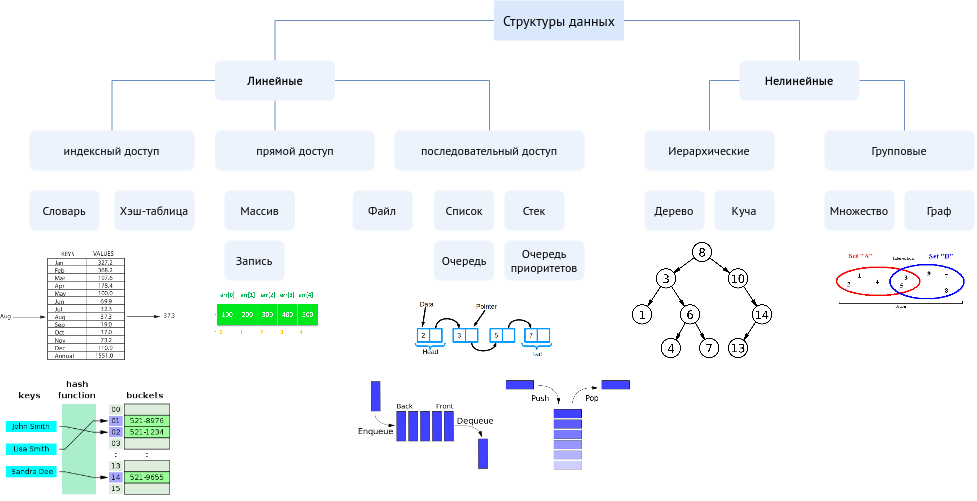 Структуры данных
Линейные
Нелинейные
индексный доступ
прямой доступ
последовательный доступ
Иерархические
Групповые
Словарь
Хэш-таблица
Массив
Файл
Список
Стек
Дерево
Куча
Множество
Граф
Запись
Очередь
Очередь
приоритетов
KEYS VALUES
Jan 327.2
Feb 368.2
Mar 197.6
Apr 178.4
May 100.0
Jun 69.9
Jul 32.3
Aug 37.3
Sep 19.0
Oct 37.0
Nov 73.2
Dec 110.9
Annual 1551.0
Aug
37.3
arr[0] arr[1] arr[2] arr[3] arr[4]
100 200 300 400 500
0 1 2 3 4
Data
Pointer
2 3 5 7
Head
8
3 10
1 6 14
4 7 13
Set "A" Set "B"
1
2
4
3
5
9
7
8
hash
keys function buckets
00
John Smith 01 521-8976
02 521-1234
Lisa Smith 03
: :
13
Sandra Dee 14 521-9655
15
Back Front
Enqueue
Dequeue
Push Pop